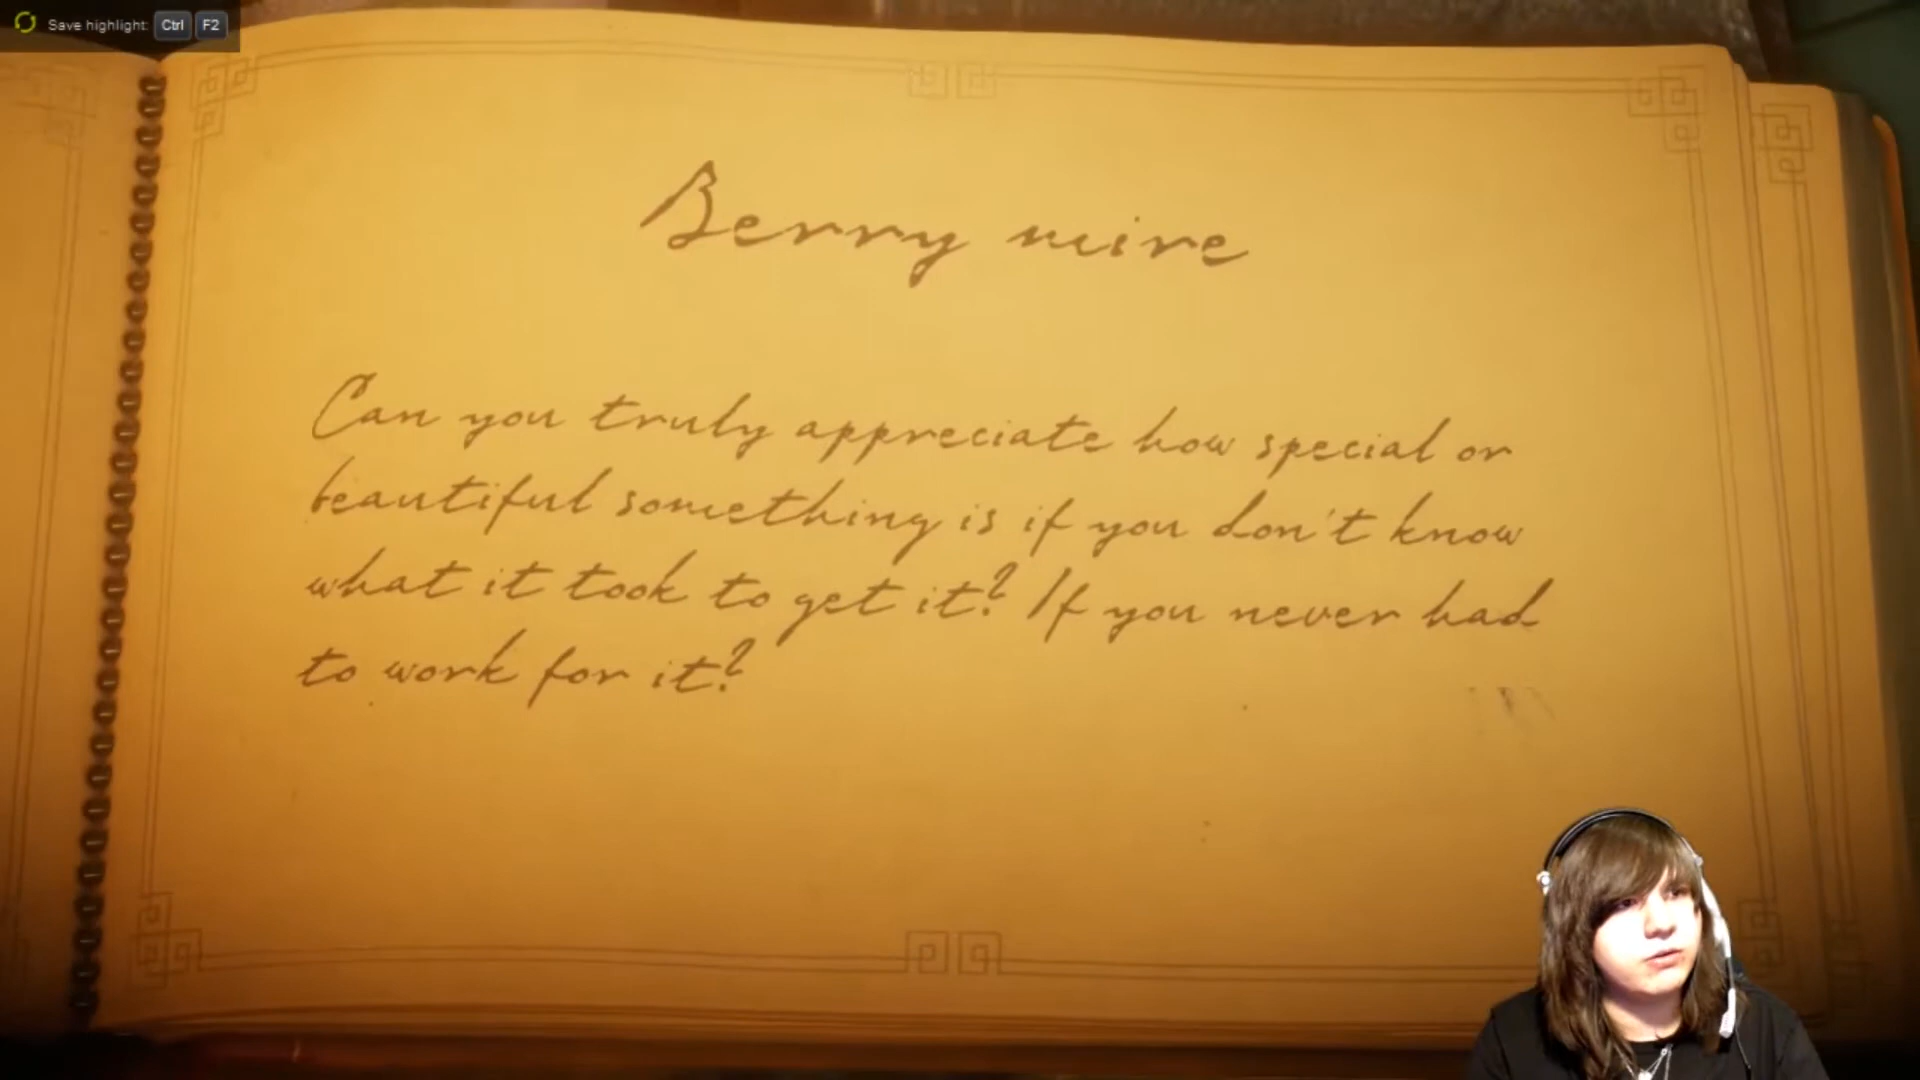 Save highlight: Ctrl F2
Berry mire
Can you truly appreciate how special or
beautiful something is if you don't know
what it took to get it? If you never had
to work for it?